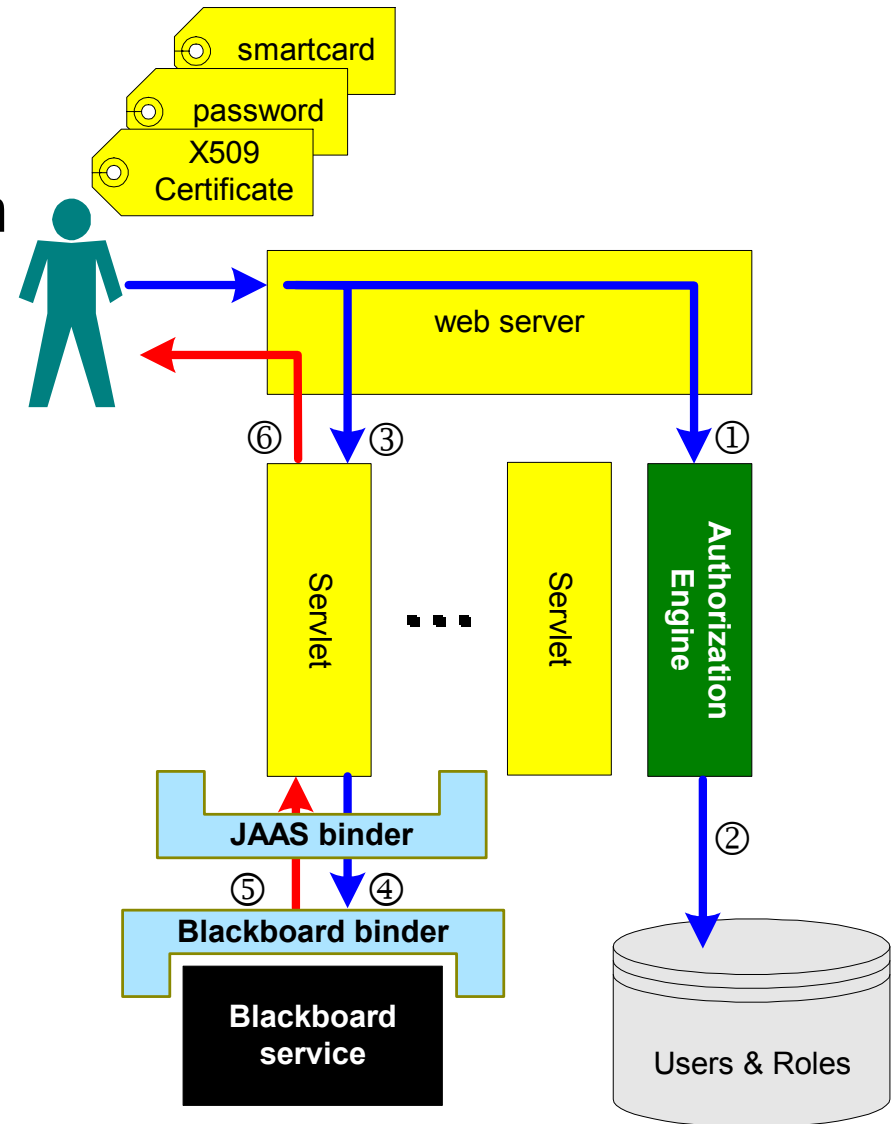 smartcard
password
X509
Certificate
n
web server
⑥
③
①
Servlet
...
Servlet
Authorization
Engine
JAAS binder
②
⑤
④
Blackboard binder
Blackboard
service
Users & Roles